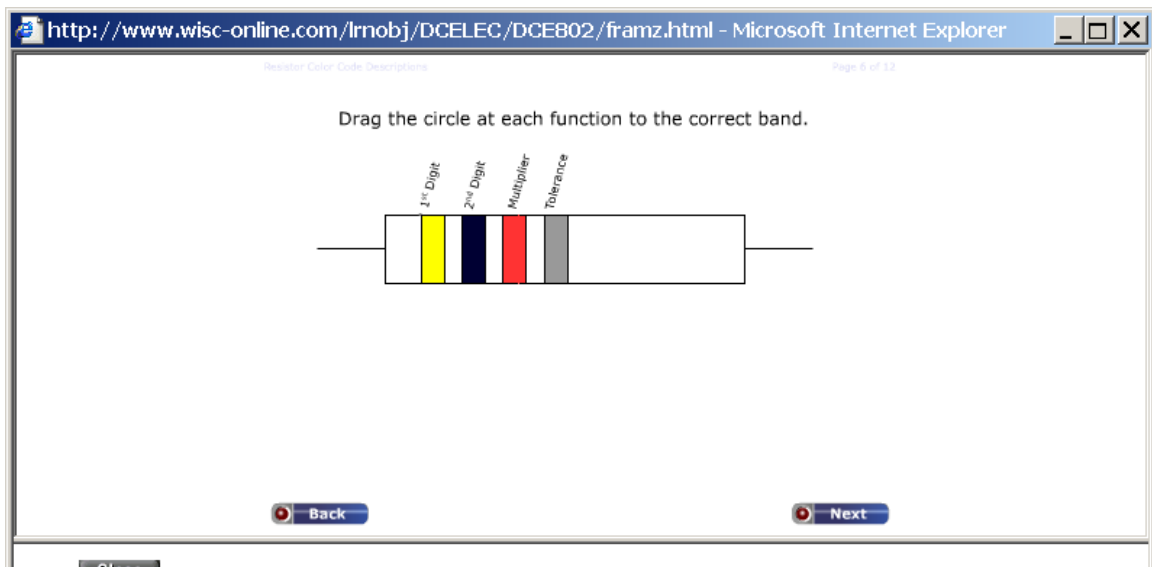 http://www.wisc-online.com/lrnobj/DCELEC/DCE802/framz.html - Microsoft Internet Explorer
Resistor Color Code Descriptions
Page 6 of 12
Drag the circle at each function to the correct band.
1st Digit
2nd Digit
Multiplier
Tolerance
Back
Next